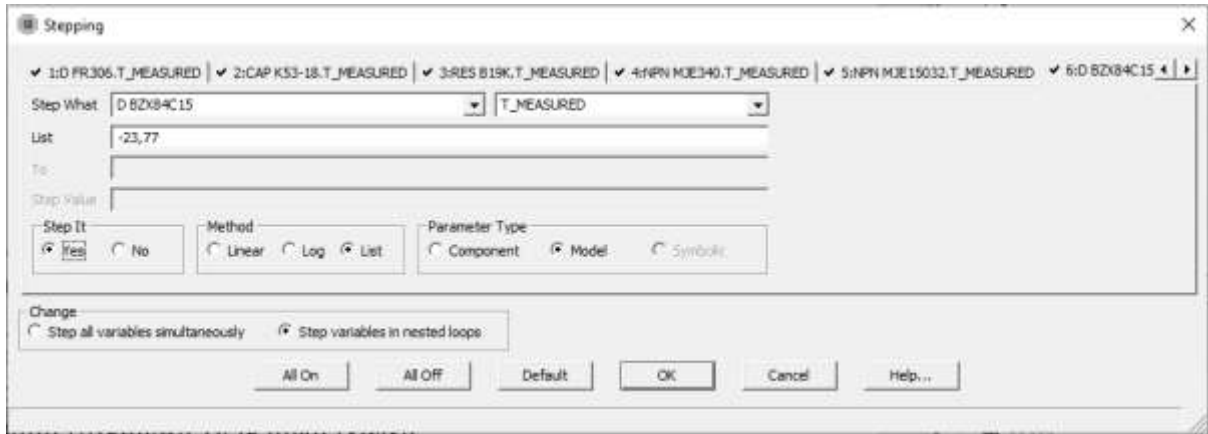 Stepping
✔ 1:D FR306.T_MEASURED ✔ 2:CAP K53-18.T_MEASURED ✔ 3:RES B19K.T_MEASURED ✔ 4:NPN MJE340.T_MEASURED ✔ 5:NPN MJE15032.T_MEASURED ✔ 6:D BZX84C15
Step What D BZX84C15 T_MEASURED
List -23,77
To
Step Value
Step It Method Parameter Type
Yes No Linear Log List Component Model Symbolic
Change
Step all variables simultaneously Step variables in nested loops
All On All Off Default OK Cancel Help...